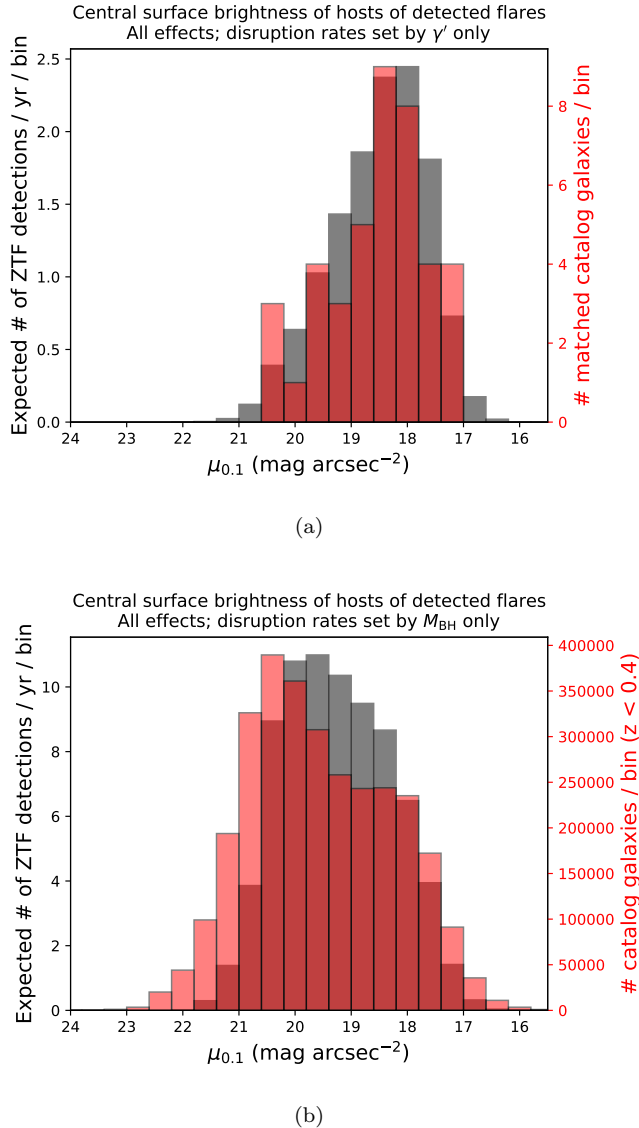 Central surface brightness of hosts of detected flares
All effects; disruption rates set by γ′ only
Expected # of ZTF detections / yr / bin
2.5
2.0
1.5
1.0
0.5
0.0
# matched catalog galaxies / bin
8
6
4
2
0
24 23 22 21 20 19 18 17 16
μ0.1 (mag arcsec−2)
(a)
Central surface brightness of hosts of detected flares
All effects; disruption rates set by MBH only
Expected # of ZTF detections / yr / bin
10
8
6
4
2
0
# catalog galaxies / bin (z < 0.4)
400000
350000
300000
250000
200000
150000
100000
50000
0
24 23 22 21 20 19 18 17 16
μ0.1 (mag arcsec−2)
(b)